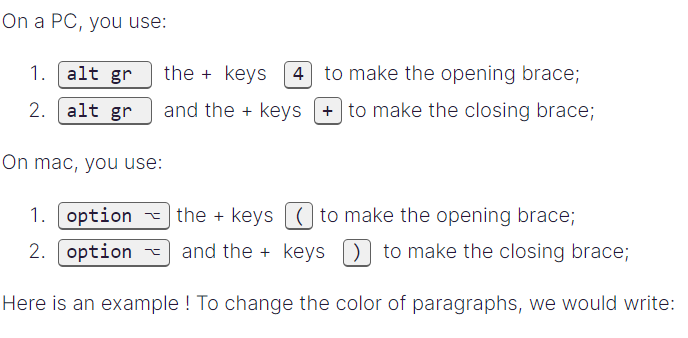 On a PC, you use:
1. alt gr the + keys 4 to make the opening brace;
2. alt gr and the + keys + to make the closing brace;
On mac, you use:
1. option ⌥ the + keys ( to make the opening brace;
2. option ⌥ and the + keys ) to make the closing brace;
Here is an example ! To change the color of paragraphs, we would write: